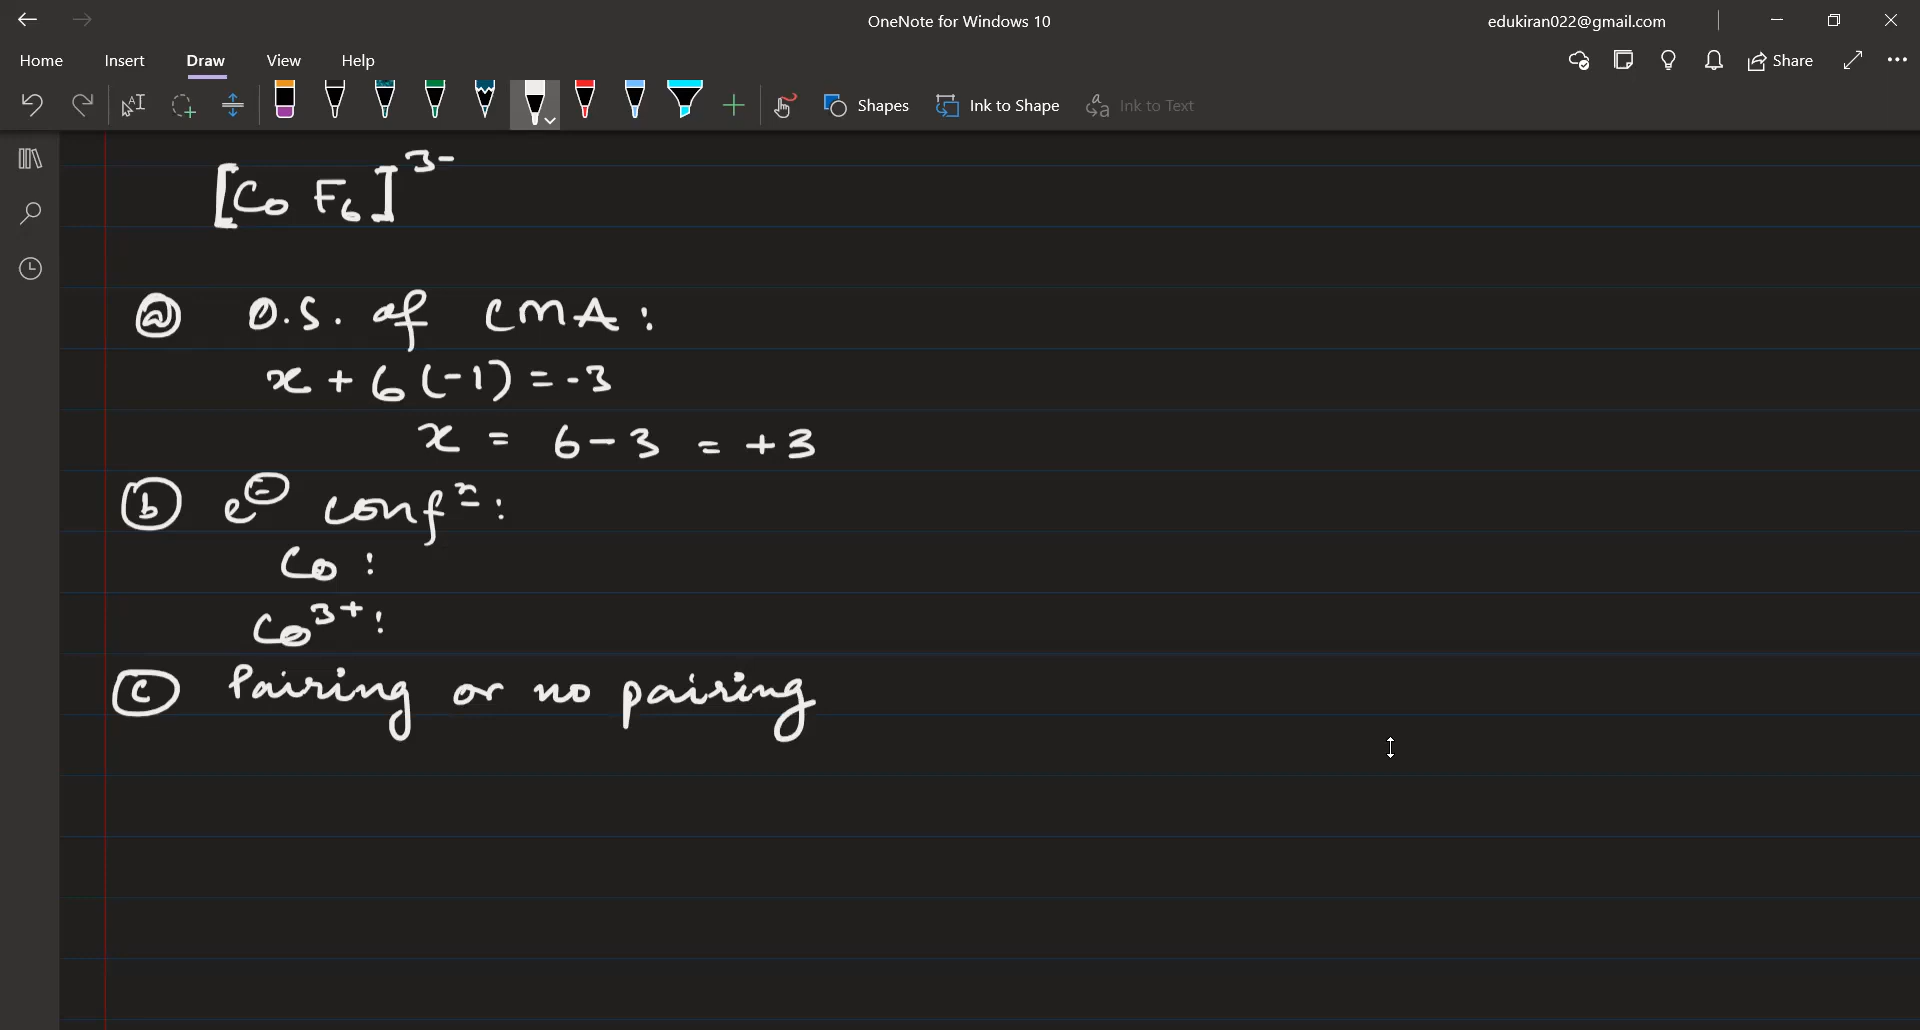 OneNote for Windows 10
edukiran022@gmail.com
Home Insert Draw View Help
Share
Shapes Ink to Shape Ink to Text
[Co F₆]³⁻
ⓐ O.S. of CMA :
x + 6 (-1) = -3
x = 6 - 3 = +3
ⓑ e⊖ confⁿ :
Co :
Co³⁺ :
ⓒ Pairing or no pairing